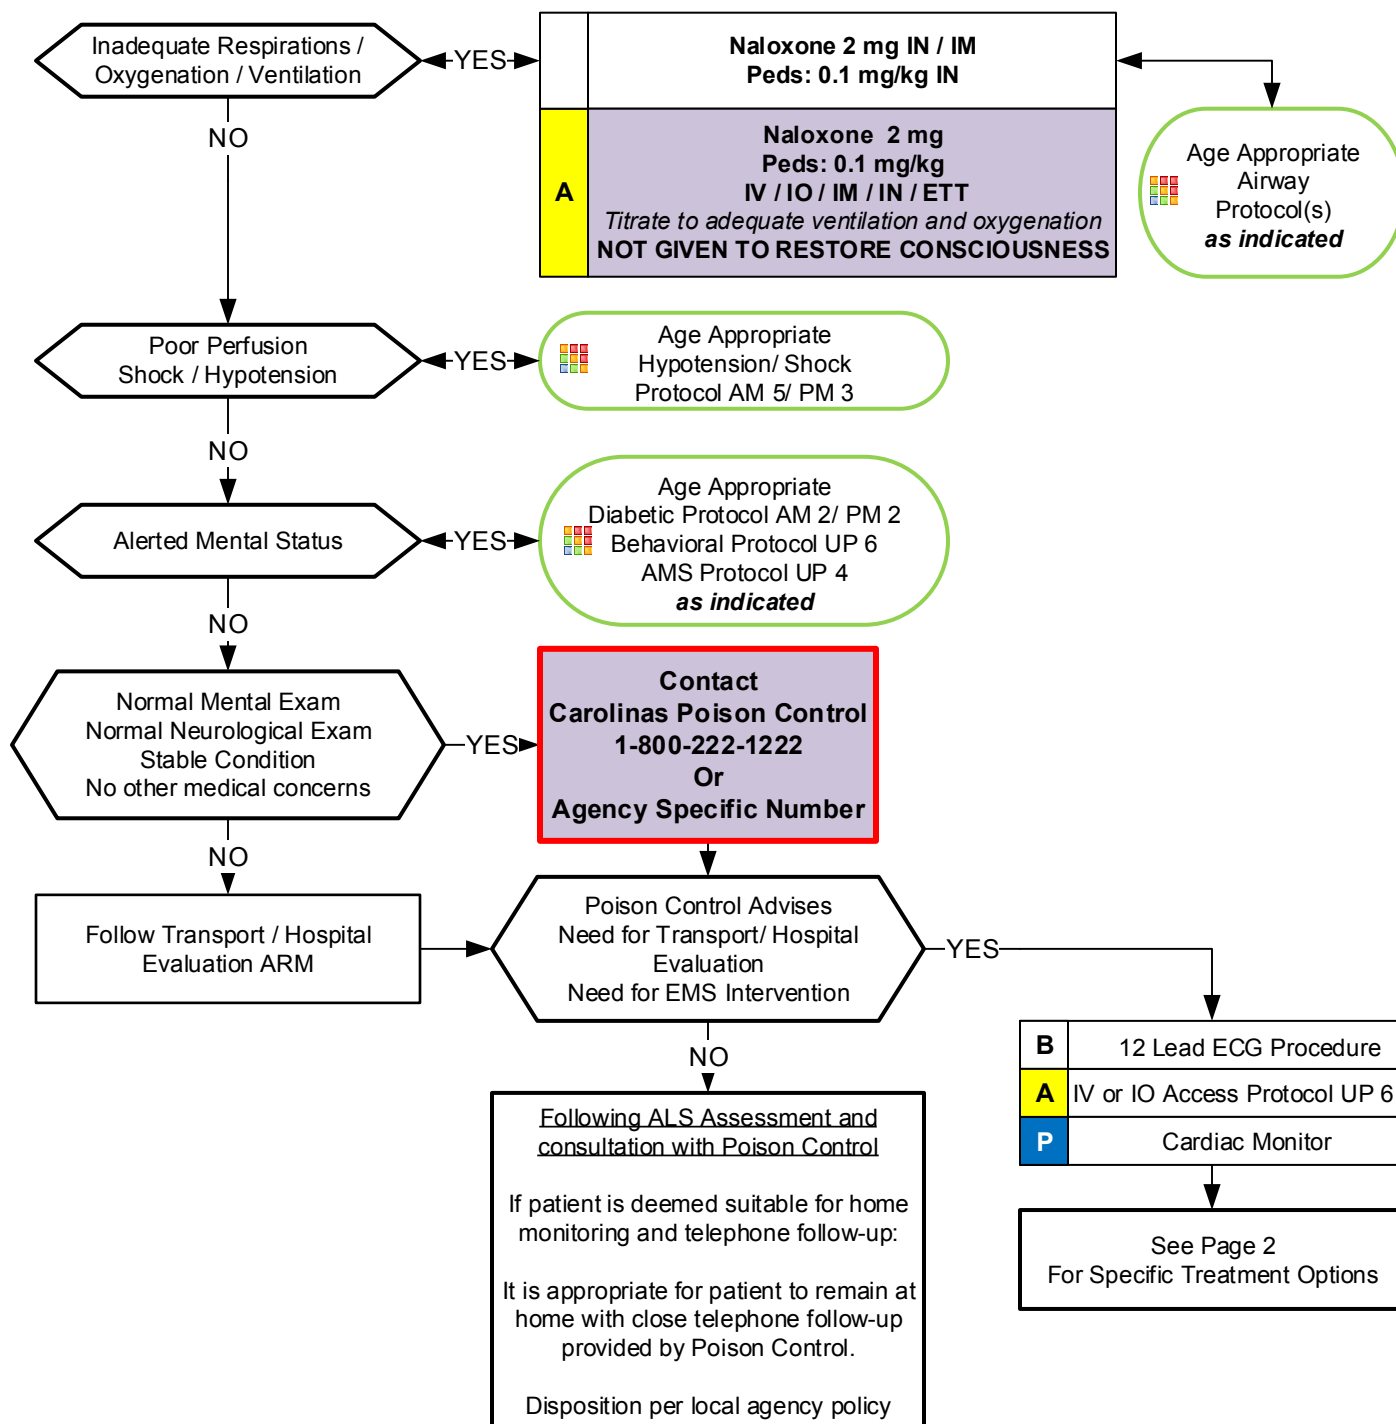 Inadequate Respirations /
Oxygenation / Ventilation
YES
Naloxone 2 mg IN / IM
Peds: 0.1 mg/kg IN
A
Naloxone 2 mg
Peds: 0.1 mg/kg
IV / IO / IM / IN / ETT
Titrate to adequate ventilation and oxygenation
NOT GIVEN TO RESTORE CONSCIOUSNESS
Age Appropriate
Airway
Protocol(s)
as indicated
NO
Poor Perfusion
Shock / Hypotension
YES
Age Appropriate
Hypotension/ Shock
Protocol AM 5/ PM 3
NO
Alerted Mental Status
YES
Age Appropriate
Diabetic Protocol AM 2/ PM 2
Behavioral Protocol UP 6
AMS Protocol UP 4
as indicated
NO
Normal Mental Exam
Normal Neurological Exam
Stable Condition
No other medical concerns
YES
Contact
Carolinas Poison Control
1-800-222-1222
Or
Agency Specific Number
NO
Follow Transport / Hospital
Evaluation ARM
Poison Control Advises
Need for Transport/ Hospital
Evaluation
Need for EMS Intervention
YES
NO
B
12 Lead ECG Procedure
A
IV or IO Access Protocol UP 6
P
Cardiac Monitor
See Page 2
For Specific Treatment Options
Following ALS Assessment and
consultation with Poison Control
If patient is deemed suitable for home
monitoring and telephone follow-up:
It is appropriate for patient to remain at
home with close telephone follow-up
provided by Poison Control.
Disposition per local agency policy